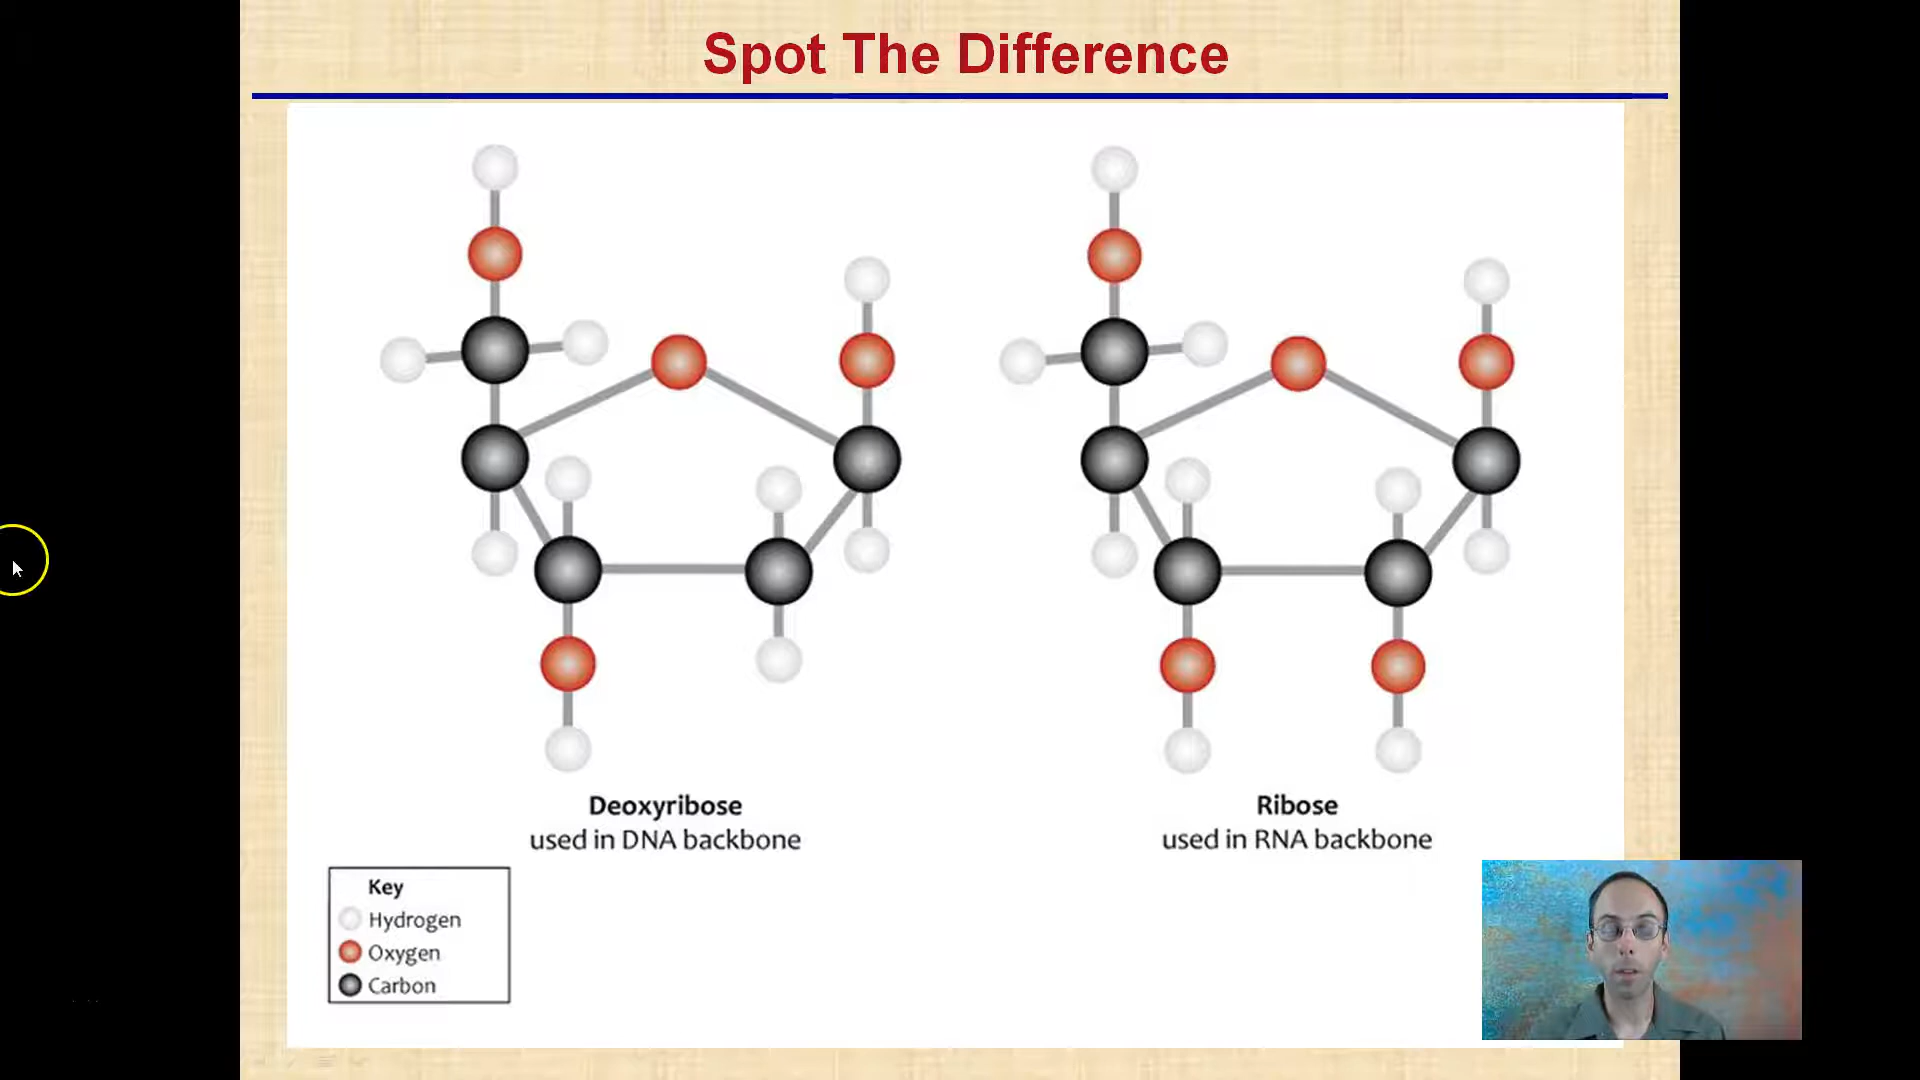 Spot The Difference
Deoxyribose
used in DNA backbone
Ribose
used in RNA backbone
Key
Hydrogen
Oxygen
Carbon